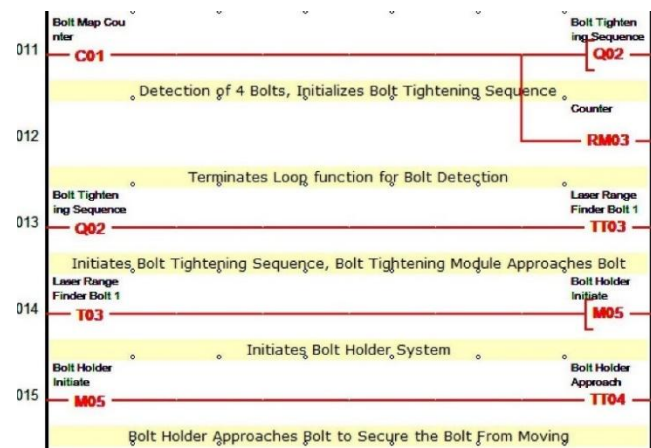 Bolt Map Cou
nter
Bolt Tighten
ing Sequence
011 C01 Q02
Detection of 4 Bolts, Initializes Bolt Tightening Sequence
Counter
012 RM03
Terminates Loop function for Bolt Detection
Bolt Tighten
ing Sequence
Laser Range
Finder Bolt 1
013 Q02 TT03
Initiates Bolt Tightening Sequence, Bolt Tightening Module Approaches Bolt
Laser Range
Finder Bolt 1
Bolt Holder
Initiate
014 T03 M05
Initiates Bolt Holder System
Bolt Holder
Initiate
Bolt Holder
Approach
015 M05 TT04
Bolt Holder Approaches Bolt to Secure the Bolt From Moving